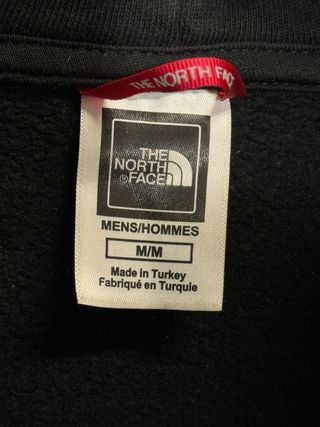 THE NORTH FACE
THE
NORTH
FACE
MENS/HOMMES
M/M
Made in Turkey
Fabriqué en Turquie